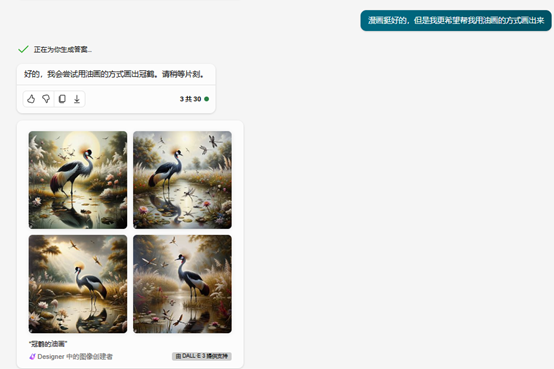 漫画挺好的，但是我更希望帮我用油画的方式画出来
正在为你生成答案...
好的，我会尝试用油画的方式画出冠鹤。请稍等片刻。
3 共 30
"冠鹤的油画"
Designer 中的图像创建者
由 DALL·E 3 提供支持